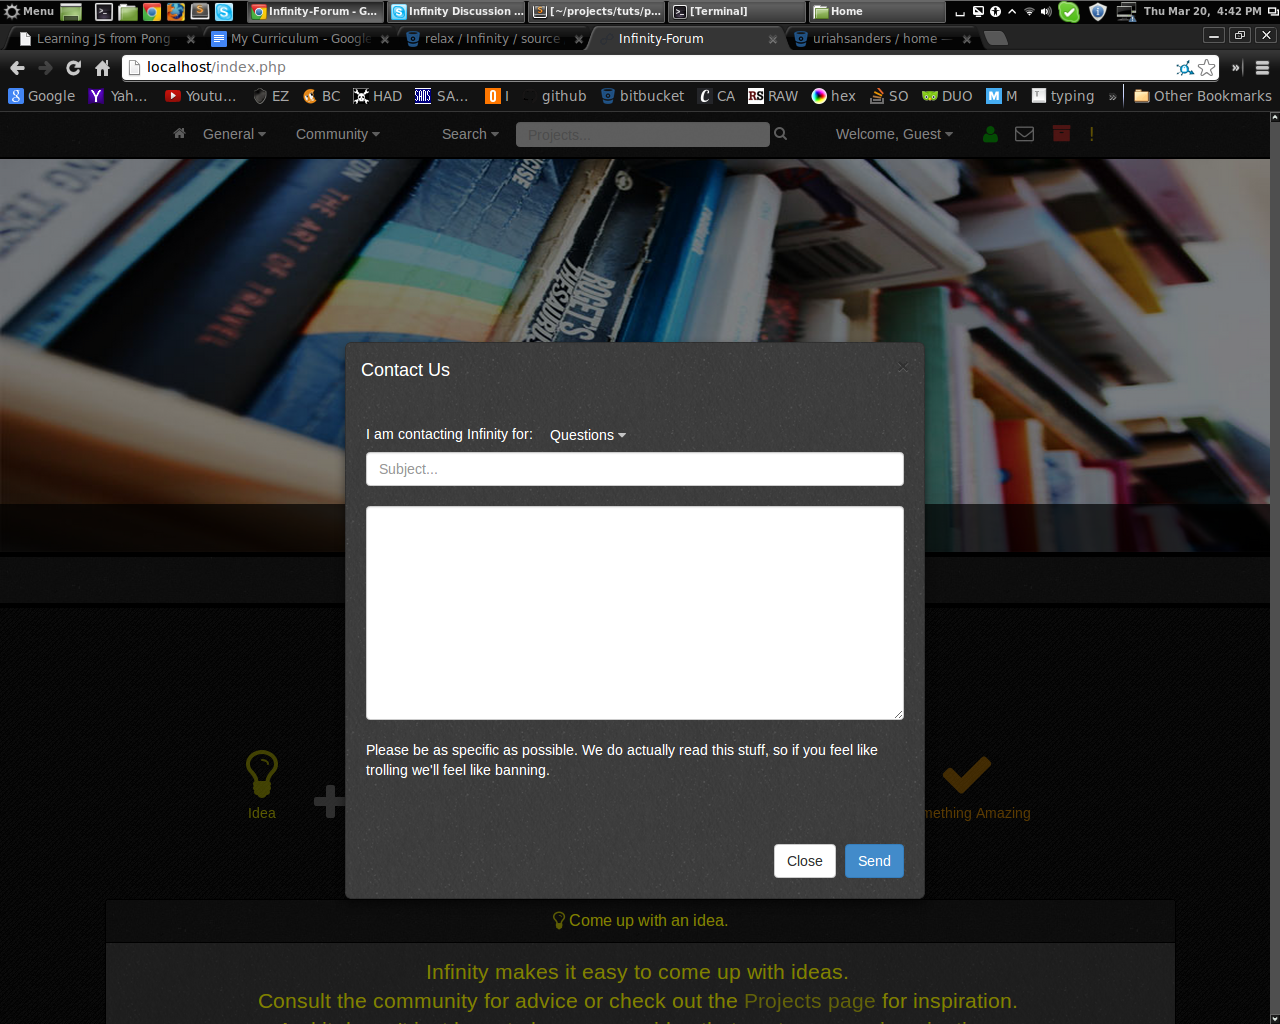 Menu
Infinity-Forum - G...
Infinity Discussion ...
[~/projects/tuts/p...
[Terminal]
Home
Thu Mar 20, 4:42 PM
Learning JS from Pong -
My Curriculum - Google
relax / Infinity / source
Infinity-Forum
uriahsanders / home —
localhost/index.php
Google
Yah...
Youtu...
EZ
BC
HAD
SA...
I
github
bitbucket
CA
RAW
hex
SO
DUO
M
typing
»
Other Bookmarks
General
Community
Search
Projects...
Welcome, Guest
!
THE ART OF TRAVEL
ROGET'S
THESAURUS
Contact Us
×
I am contacting Infinity for: Questions
Subject...
Please be as specific as possible. We do actually read this stuff, so if you feel like
trolling we'll feel like banning.
Idea
mething Amazing
Close
Send
Come up with an idea.
Infinity makes it easy to come up with ideas.
Consult the community for advice or check out the Projects page for inspiration.